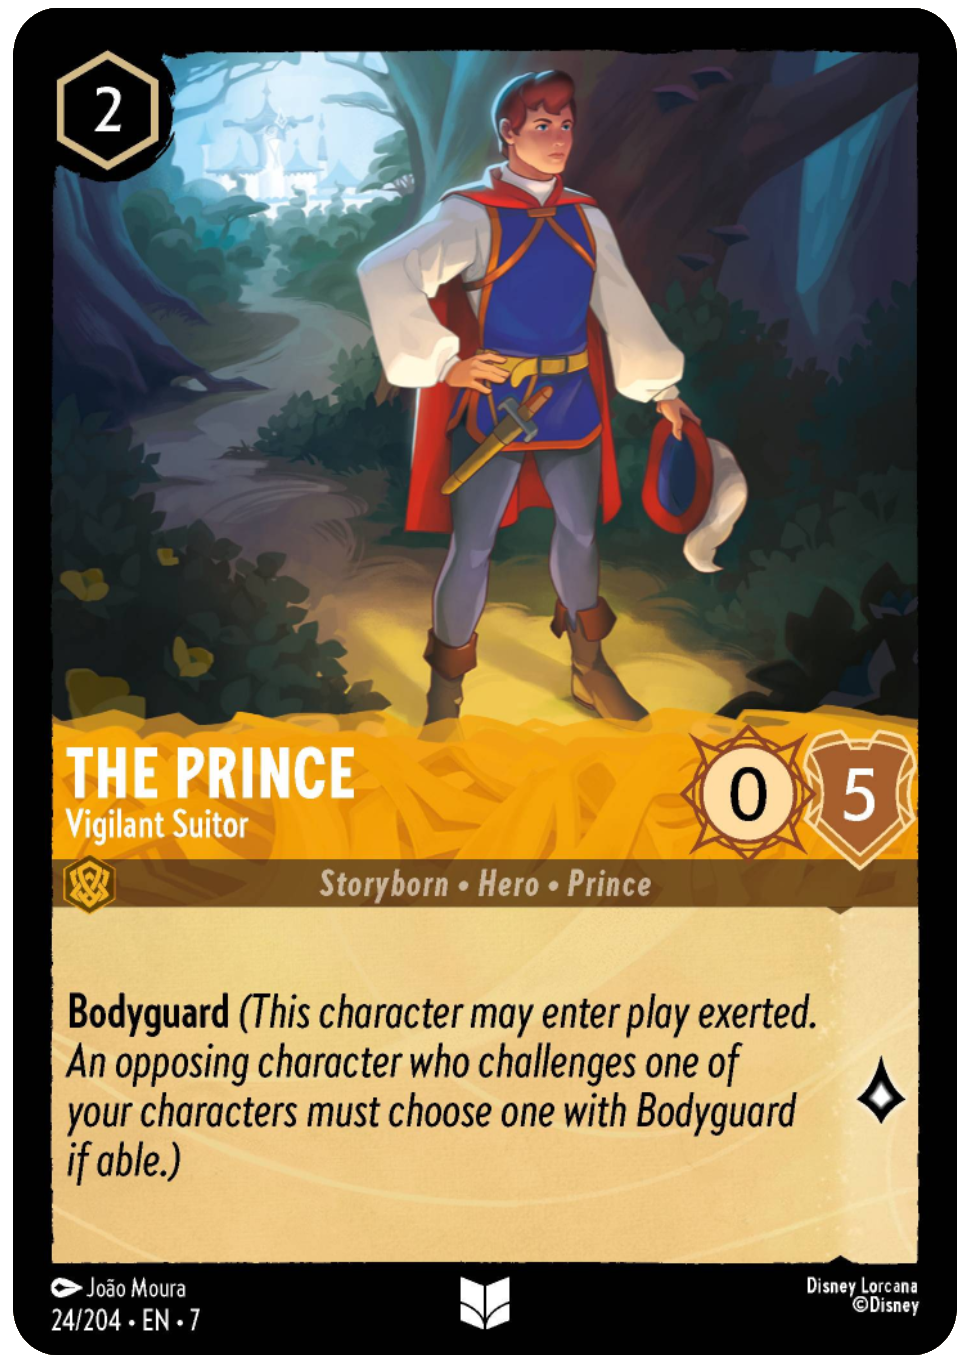 2
THE PRINCE
Vigilant Suitor
0
5
Storyborn • Hero • Prince
Bodyguard (This character may enter play exerted.
An opposing character who challenges one of
your characters must choose one with Bodyguard
if able.)
João Moura
24/204 • EN • 7
Disney Lorcana
©Disney